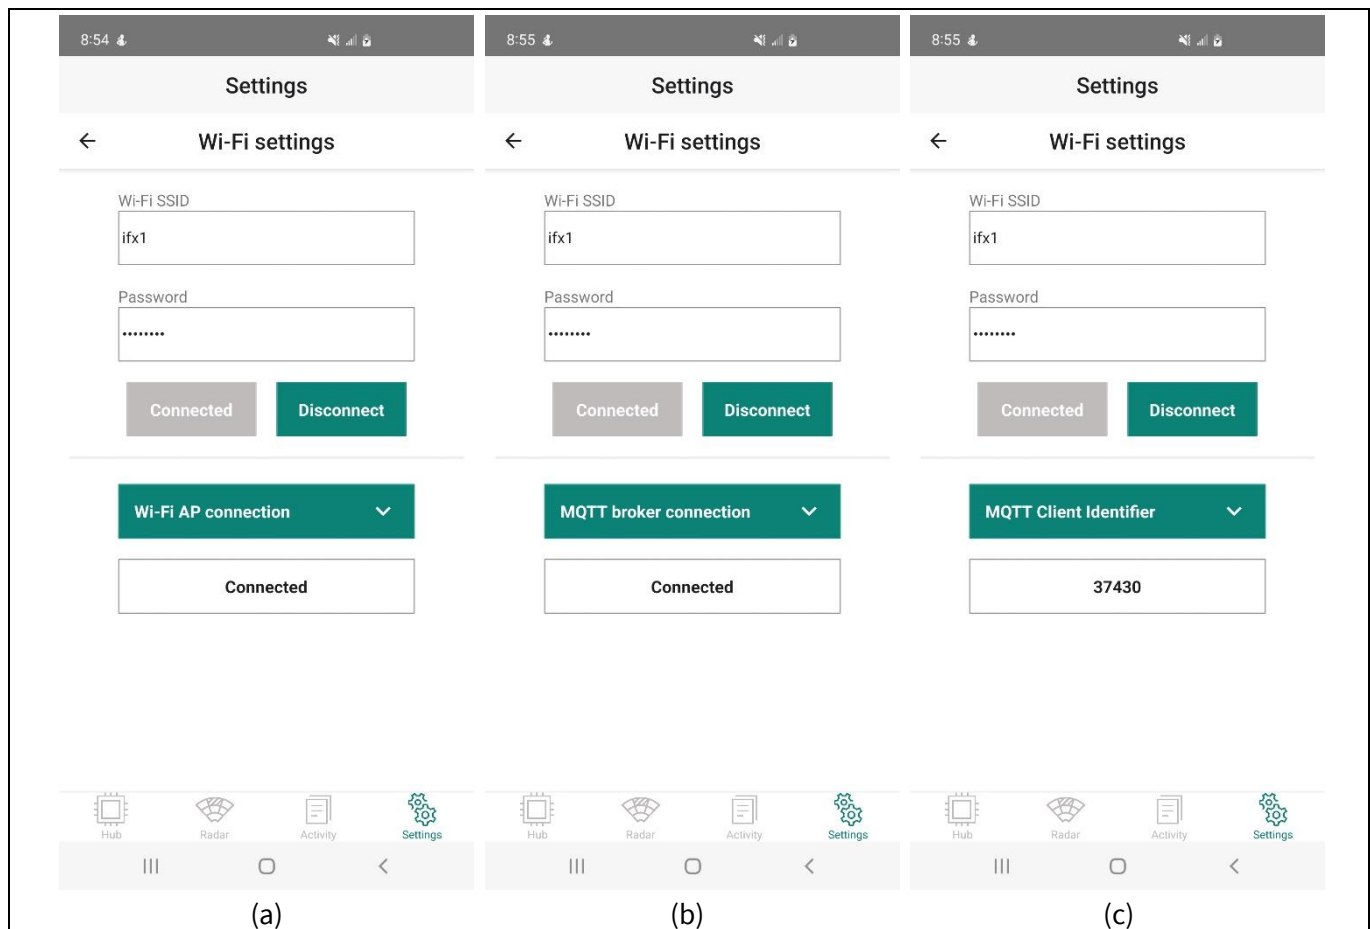 8:54
Settings
Wi-Fi settings
Wi-Fi SSID
ifx1
Password
••••••••
Connected Disconnect
Wi-Fi AP connection
Connected
Hub Radar Activity Settings
(a)
8:55
Settings
Wi-Fi settings
Wi-Fi SSID
ifx1
Password
••••••••
Connected Disconnect
MQTT broker connection
Connected
Hub Radar Activity Settings
(b)
8:55
Settings
Wi-Fi settings
Wi-Fi SSID
ifx1
Password
••••••••
Connected Disconnect
MQTT Client Identifier
37430
Hub Radar Activity Settings
(c)